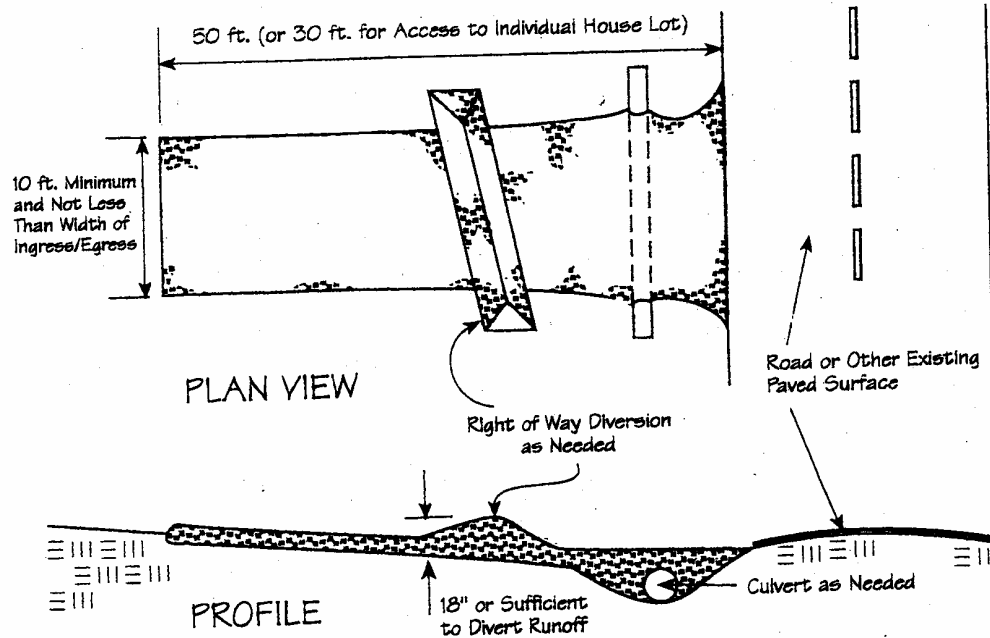 50 ft. (or 30 ft. for Access to Individual House Lot)
10 ft. Minimum
and Not Less
Than Width of
Ingress/Egress
PLAN VIEW
Right of Way Diversion
as Needed
Road or Other Existing
Paved Surface
Culvert as Needed
PROFILE
18" or Sufficient
to Divert Runoff